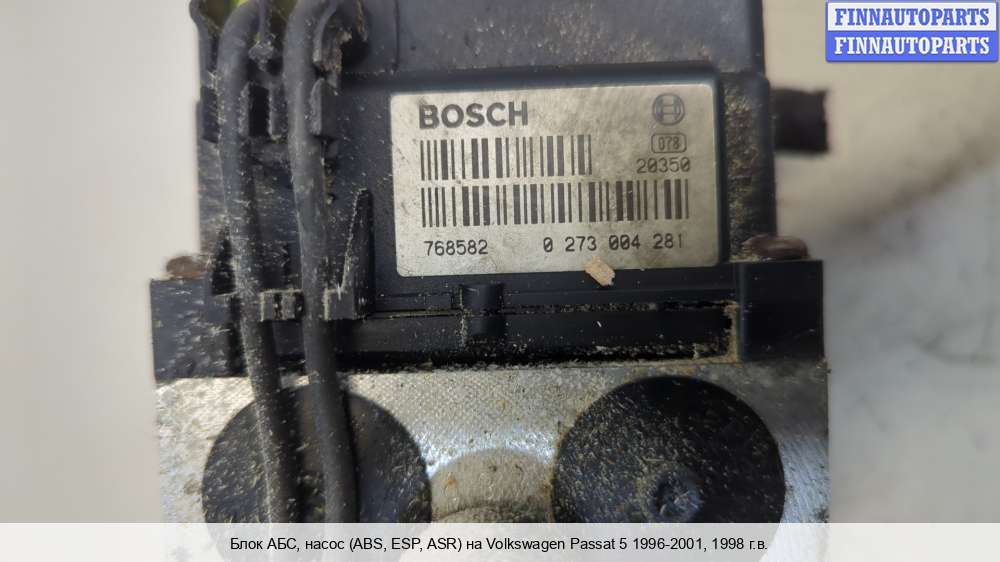 FINNAUTOPARTS
FINNAUTOPARTS
BOSCH
078
20350
768582 0 273 004 281
Блок АБС, насос (ABS, ESP, ASR) на Volkswagen Passat 5 1996-2001, 1998 г.в.